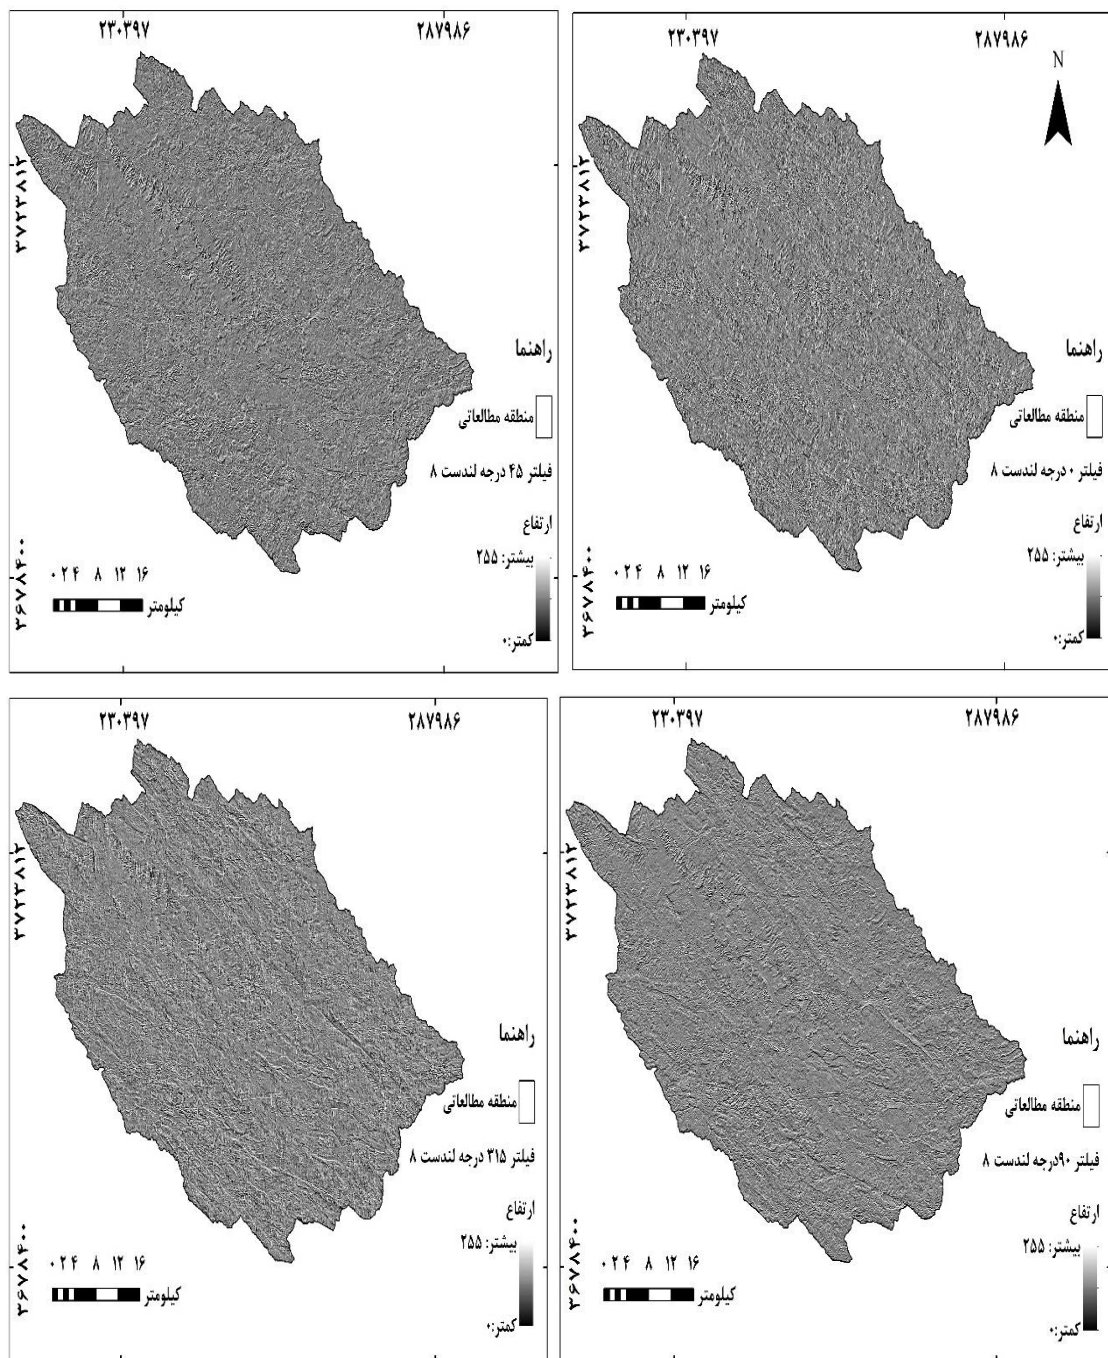 ۲۳۰۳۹۷ ۲۸۷۹۸۶
۳۷۲۳۸۱۲
۳۶۷۸۴۰۰
راهنما
منطقه مطالعاتی
فیلتر ۴۵ درجه لندست ۸
ارتفاع
بیشتر: ۲۵۵
کمتر:۰
۰ ۲ ۴ ۸ ۱۲ ۱۶
کیلومتر
۲۳۰۳۹۷ ۲۸۷۹۸۶
N
۳۷۲۳۸۱۲
۳۶۷۸۴۰۰
راهنما
منطقه مطالعاتی
فیلتر ۰ درجه لندست ۸
ارتفاع
بیشتر: ۲۵۵
کمتر:۰
۰ ۲ ۴ ۸ ۱۲ ۱۶
کیلومتر
۲۳۰۳۹۷ ۲۸۷۹۸۶
۳۷۲۳۸۱۲
۳۶۷۸۴۰۰
راهنما
منطقه مطالعاتی
فیلتر ۳۱۵ درجه لندست ۸
ارتفاع
بیشتر: ۲۵۵
کمتر:۰
۰ ۲ ۴ ۸ ۱۲ ۱۶
کیلومتر
۲۳۰۳۹۷ ۲۸۷۹۸۶
۳۷۲۳۸۱۲
۳۶۷۸۴۰۰
راهنما
منطقه مطالعاتی
فیلتر ۹۰درجه لندست ۸
ارتفاع
بیشتر: ۲۵۵
کمتر:۰
۰ ۲ ۴ ۸ ۱۲ ۱۶
کیلومتر